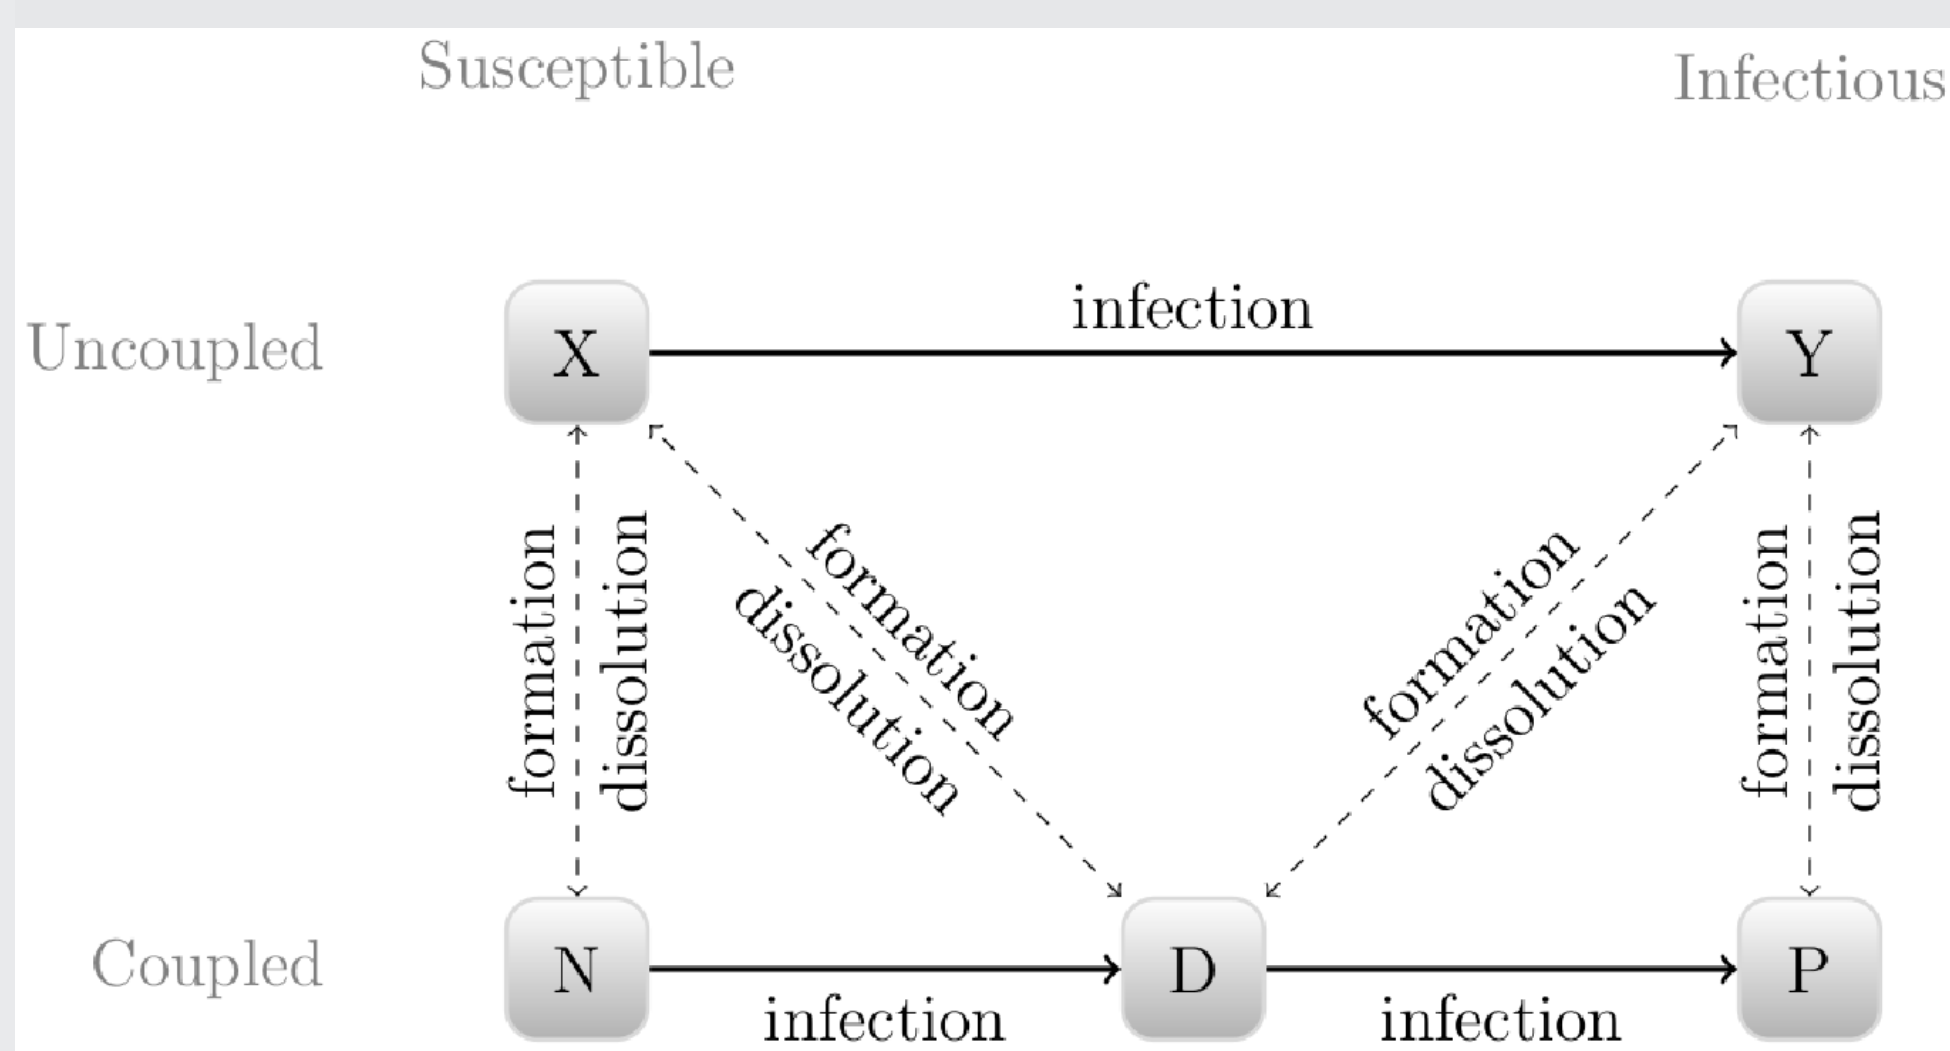 Susceptible
Infectious
infection
Uncoupled
X
Y
formation
dissolution
formation
dissolution
formation
dissolution
formation
dissolution
Coupled
N
D
P
infection
infection